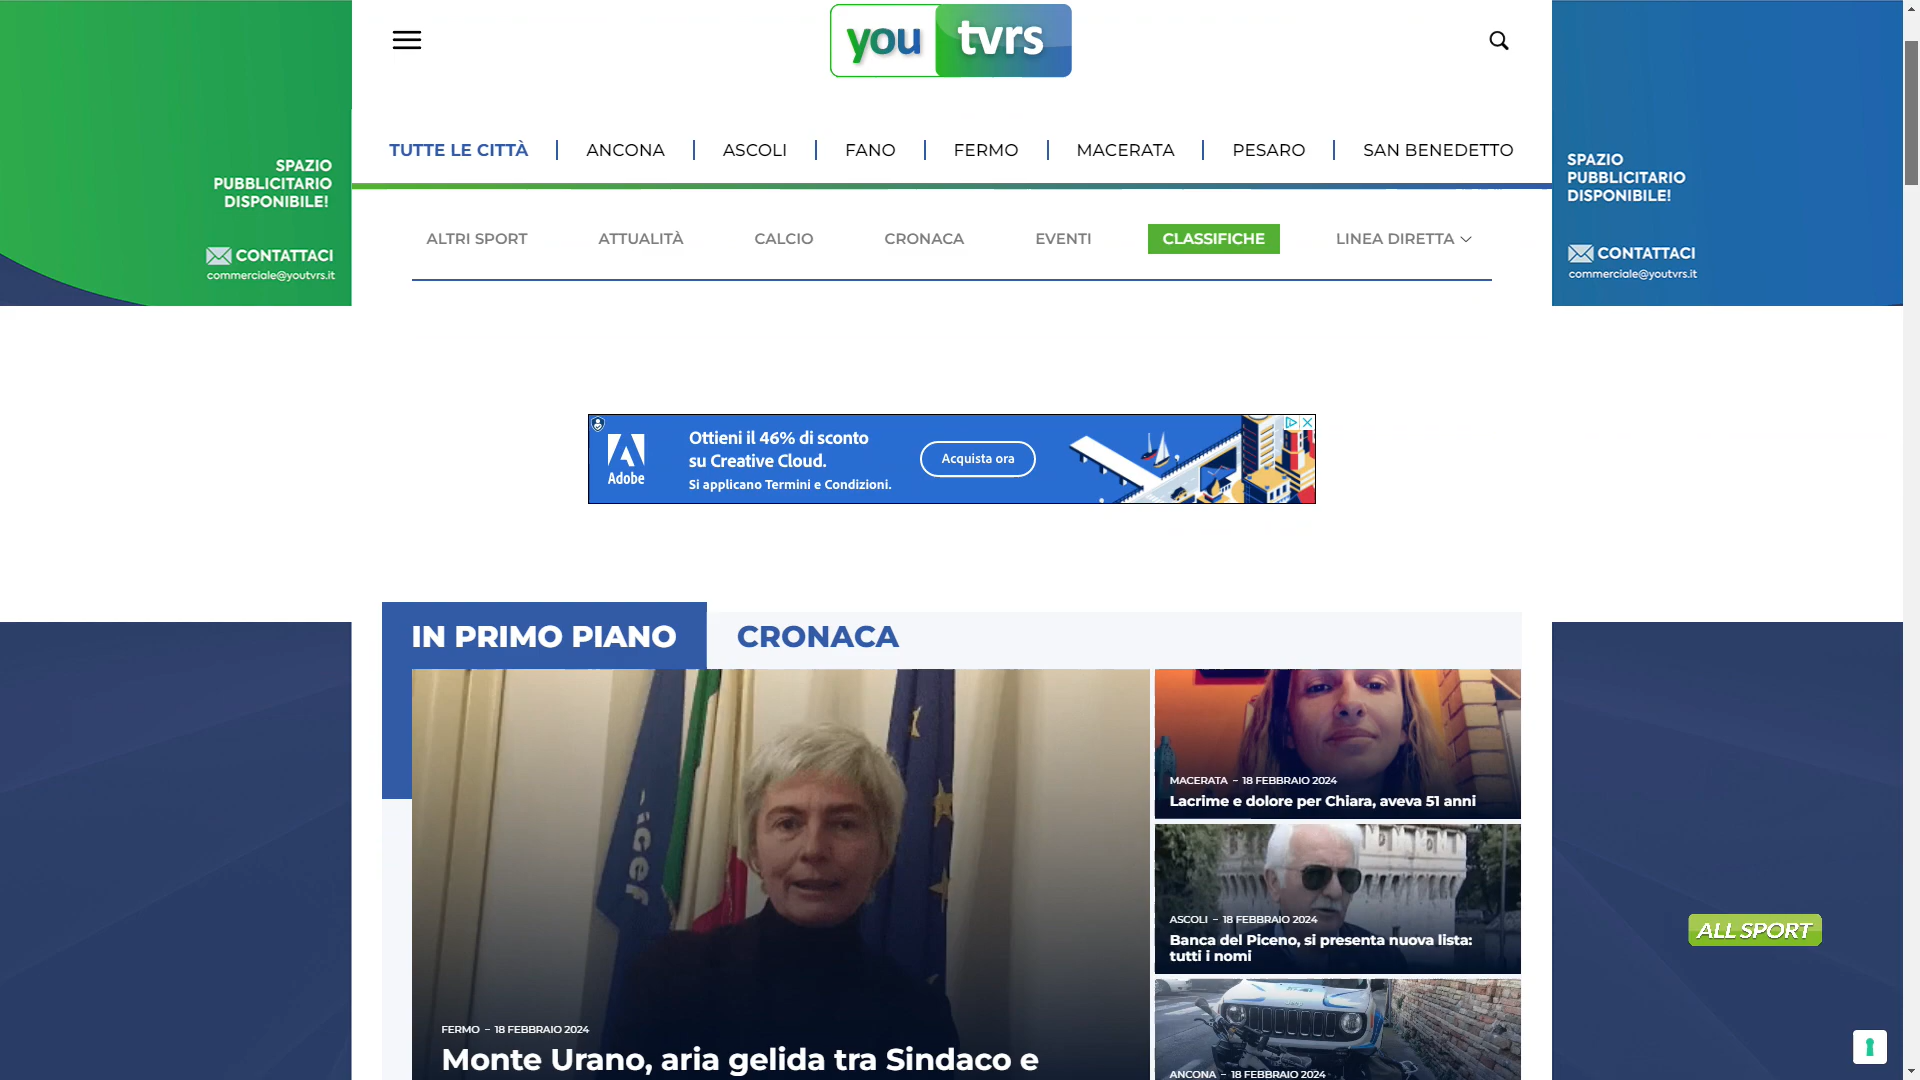 you tvrs
TUTTE LE CITTÀ
ANCONA
ASCOLI
FANO
FERMO
MACERATA
PESARO
SAN BENEDETTO
SPAZIO
PUBBLICITARIO
DISPONIBILE!
CONTATTACI
commerciale@youtvrs.it
SPAZIO
PUBBLICITARIO
DISPONIBILE!
CONTATTACI
commerciale@youtvrs.it
ALTRI SPORT
ATTUALITÀ
CALCIO
CRONACA
EVENTI
CLASSIFICHE
LINEA DIRETTA
Adobe
Ottieni il 46% di sconto
su Creative Cloud.
Si applicano Termini e Condizioni.
Acquista ora
IN PRIMO PIANO
CRONACA
FERMO – 18 FEBBRAIO 2024
Monte Urano, aria gelida tra Sindaco e
MACERATA – 18 FEBBRAIO 2024
Lacrime e dolore per Chiara, aveva 51 anni
ASCOLI – 18 FEBBRAIO 2024
Banca del Piceno, si presenta nuova lista:
tutti i nomi
ANCONA – 18 FEBBRAIO 2024
ALL SPORT